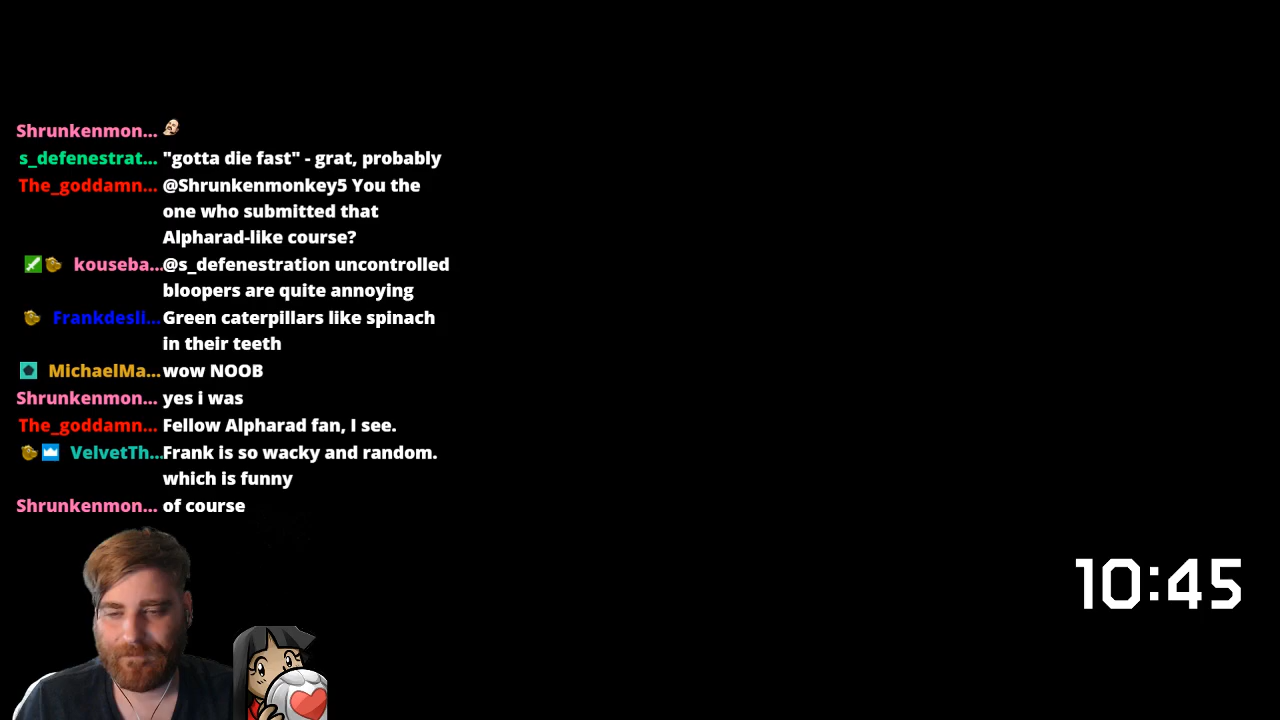 Shrunkenmon...
s_defenestrat... "gotta die fast" - grat, probably
The_goddamn... @Shrunkenmonkey5 You the
one who submitted that
Alpharad-like course?
kouseba... @s_defenestration uncontrolled
bloopers are quite annoying
Frankdesli... Green caterpillars like spinach
in their teeth
MichaelMa... wow NOOB
Shrunkenmon... yes i was
The_goddamn... Fellow Alpharad fan, I see.
VelvetTh... Frank is so wacky and random.
which is funny
Shrunkenmon... of course
10:45